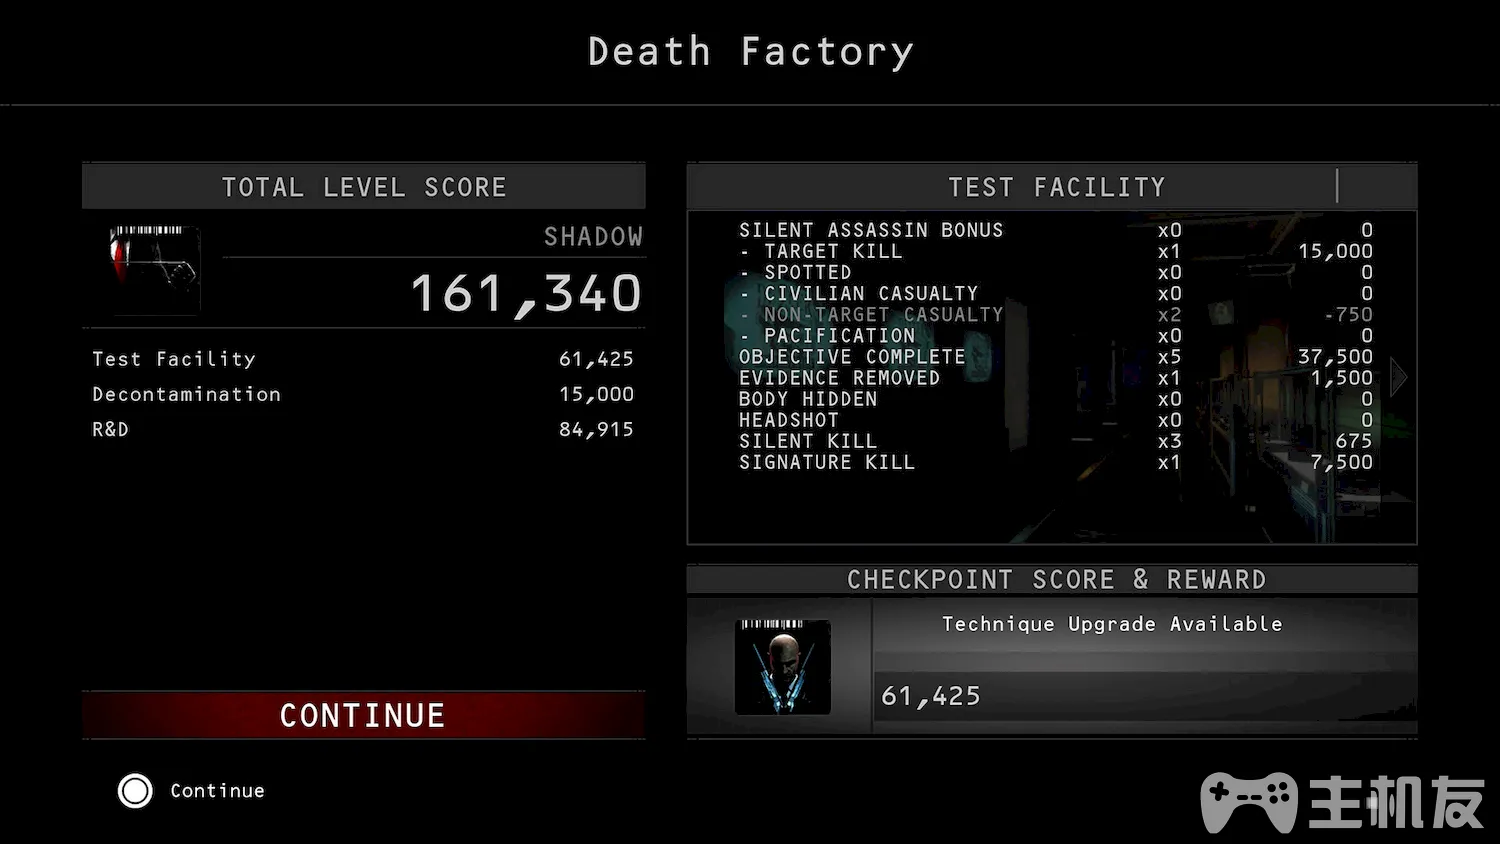 Death Factory
TOTAL LEVEL SCORE
SHADOW
161,340
Test Facility 61,425
Decontamination 15,000
R&D 84,915
CONTINUE
Continue
TEST FACILITY
SILENT ASSASSIN BONUS x0 0
- TARGET KILL x1 15,000
- SPOTTED x0 0
- CIVILIAN CASUALTY x0 0
- NON-TARGET CASUALTY x2 -750
- PACIFICATION x0 0
OBJECTIVE COMPLETE x5 37,500
EVIDENCE REMOVED x1 1,500
BODY HIDDEN x0 0
HEADSHOT x0 0
SILENT KILL x3 675
SIGNATURE KILL x1 7,500
CHECKPOINT SCORE & REWARD
Technique Upgrade Available
61,425
主机友